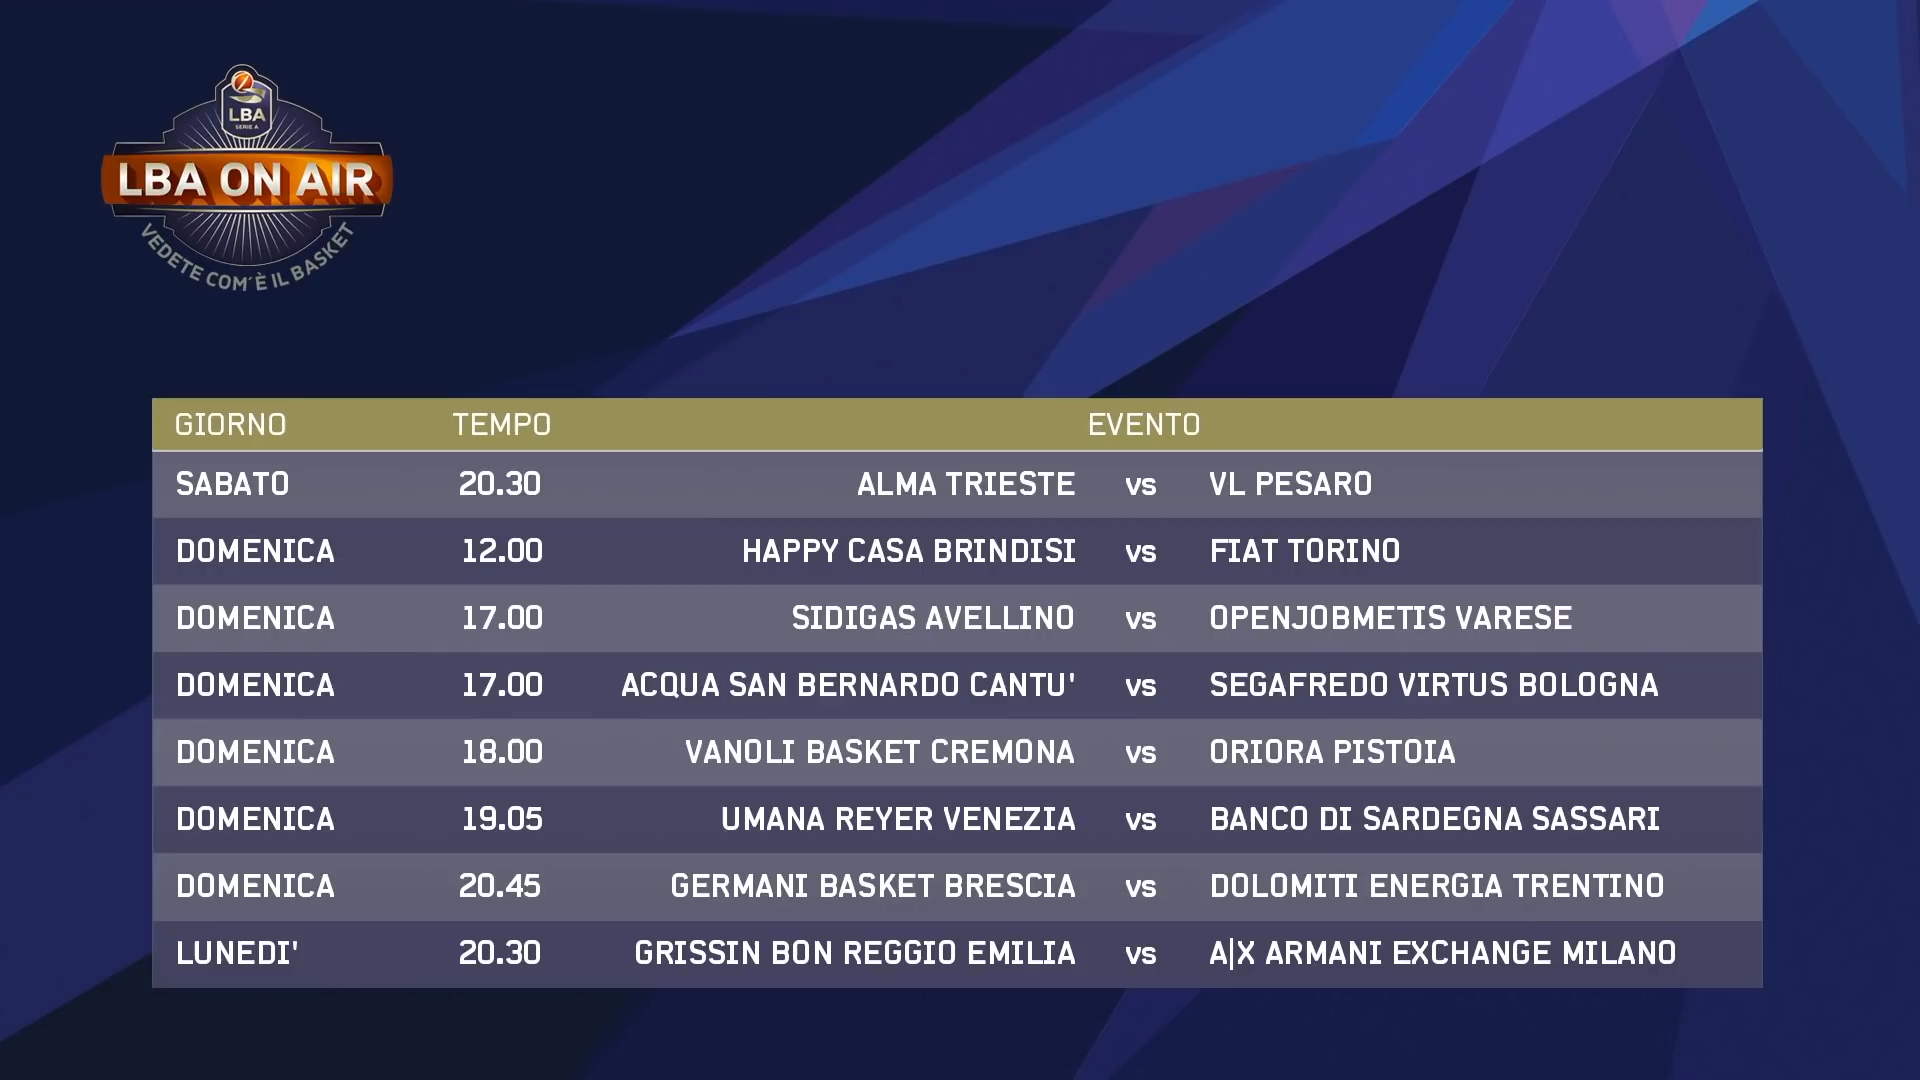 LBA
SERIE A
LBA ON AIR
VEDETE COM'È IL BASKET
GIORNO TEMPO EVENTO
SABATO 20.30 ALMA TRIESTE vs VL PESARO
DOMENICA 12.00 HAPPY CASA BRINDISI vs FIAT TORINO
DOMENICA 17.00 SIDIGAS AVELLINO vs OPENJOBMETIS VARESE
DOMENICA 17.00 ACQUA SAN BERNARDO CANTU' vs SEGAFREDO VIRTUS BOLOGNA
DOMENICA 18.00 VANOLI BASKET CREMONA vs ORIORA PISTOIA
DOMENICA 19.05 UMANA REYER VENEZIA vs BANCO DI SARDEGNA SASSARI
DOMENICA 20.45 GERMANI BASKET BRESCIA vs DOLOMITI ENERGIA TRENTINO
LUNEDI' 20.30 GRISSIN BON REGGIO EMILIA vs A|X ARMANI EXCHANGE MILANO